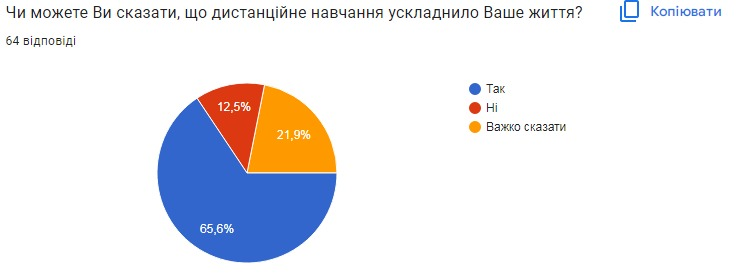 Чи можете Ви сказати, що дистанційне навчання ускладнило Ваше життя?
Копіювати
64 відповіді
12,5%
21,9%
65,6%
Так
Ні
Важко сказати